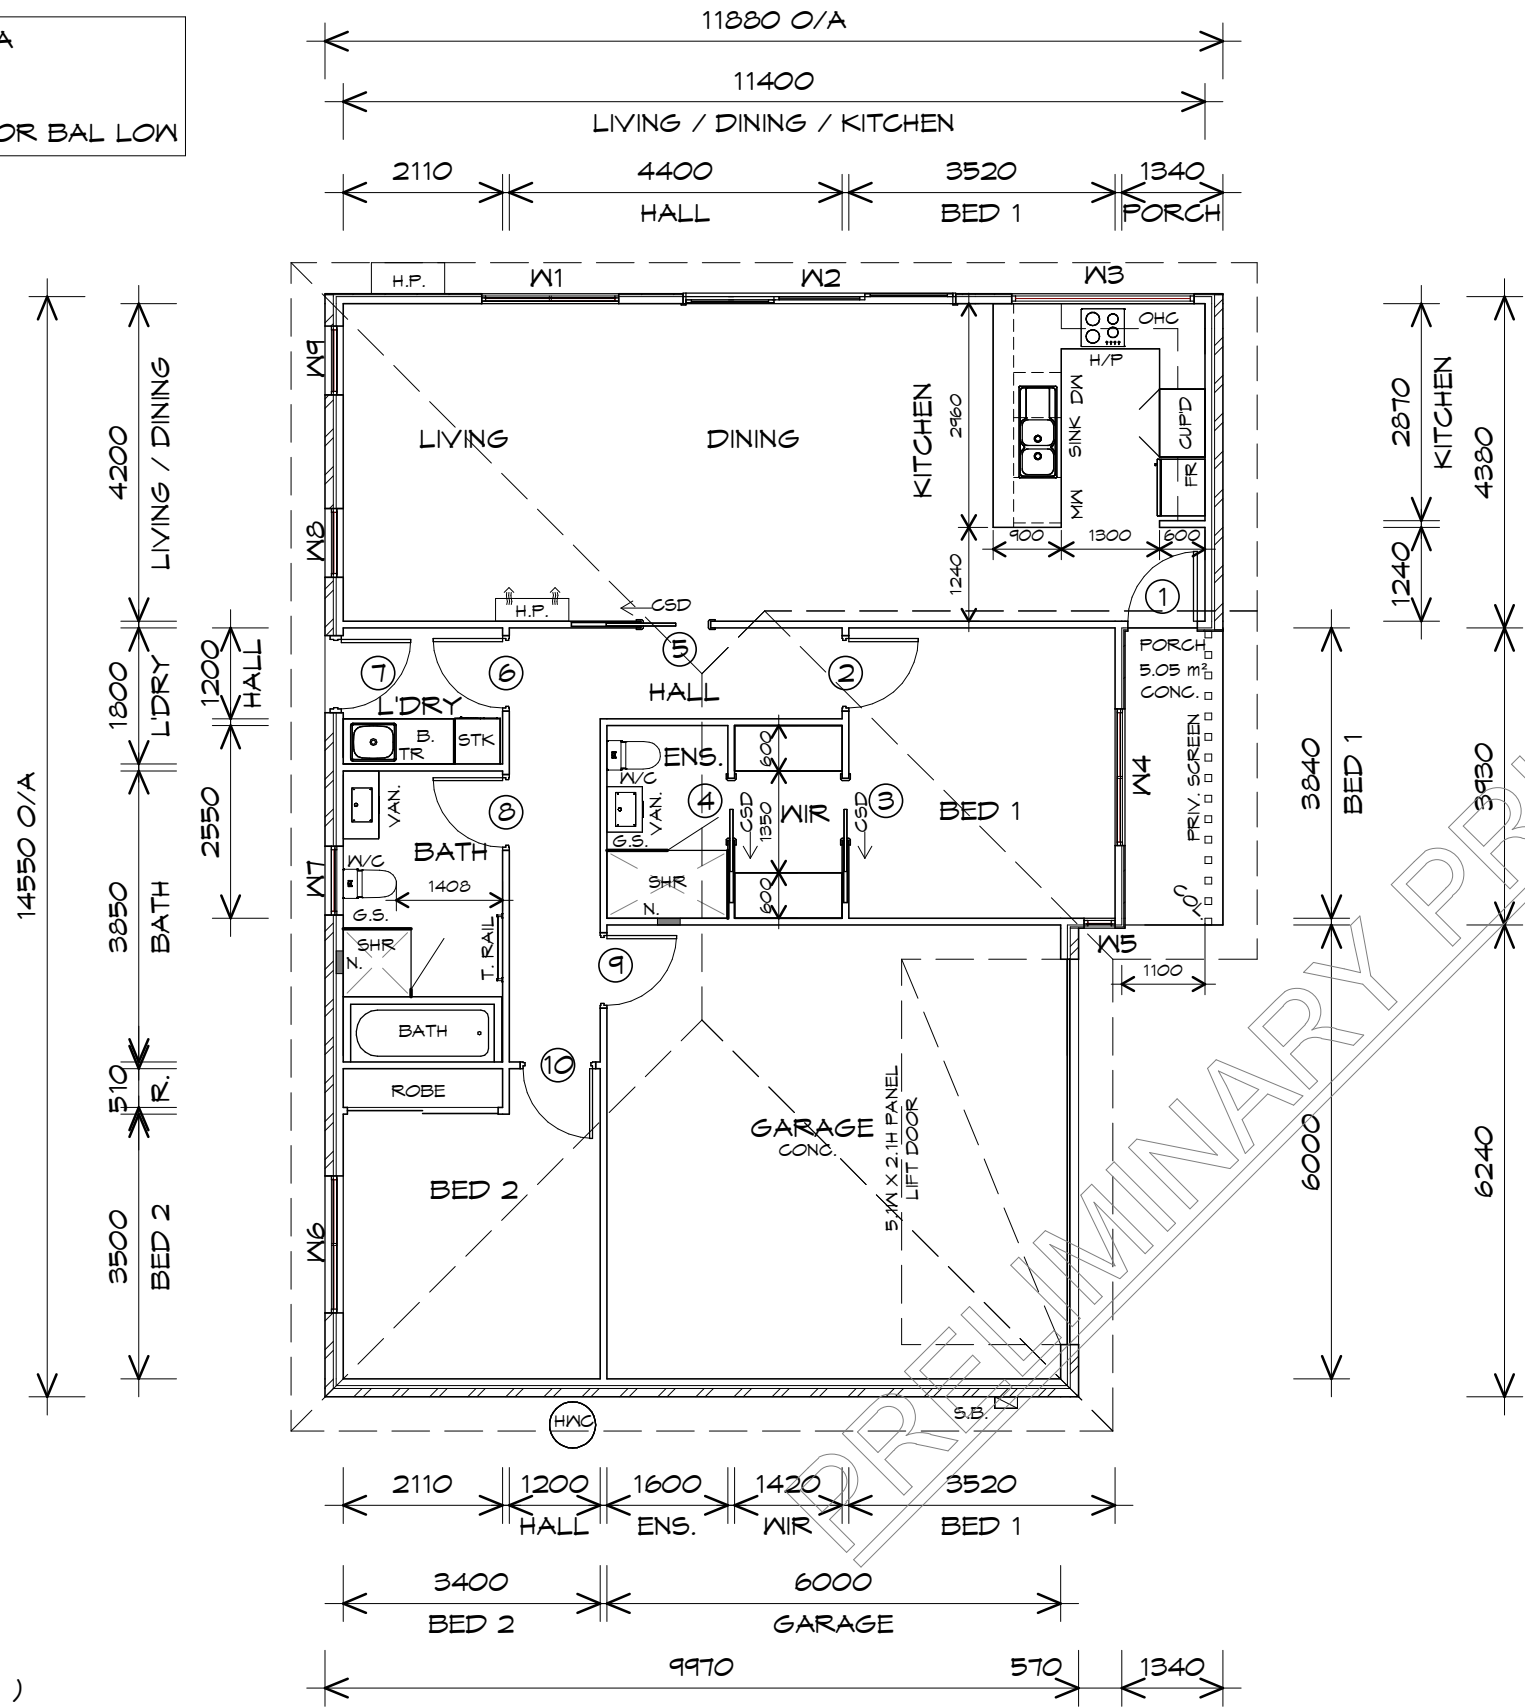 A
OR BAL LOW
11880 O/A
11400
LIVING / DINING / KITCHEN
2110 4400 3520 1340
HALL BED 1 PORCH
H.P. W1 W2 W3
W9
W8
W7
W6
14550 O/A
4200
LIVING / DINING
1800
L'DRY
1200
HALL
2550
3850
BATH
510
R.
3500
BED 2
LIVING
DINING
KITCHEN
2960
1240
OHC
H/P
SINK DW
MW
CUP'D
FR
900 1300 600
1
H.P.
CSD
5
7
6
HALL
2
L'DRY
B.
TR
STK
VAN.
8
BATH
W/C
1408
G.S.
SHR
N.
T. RAIL
BATH
ROBE
10
ENS.
W/C
VAN.
G.S.
4
SHR
N.
600
1350
600
CSD
WIR
CSD
3
BED 1
W4
W5
PORCH
5.05 m²
CONC.
PRIV. SCREEN
1100
9
GARAGE
CONC.
5.1W X 2.1H PANEL
LIFT DOOR
BED 2
HWC
S.B.
2870
KITCHEN
1240
4380
3840
BED 1
3930
6000
6240
PRELIMINARY PR
2110 1200 1600 1420 3520
HALL ENS. WIR BED 1
3400 6000
BED 2 GARAGE
9970 570 1340
)